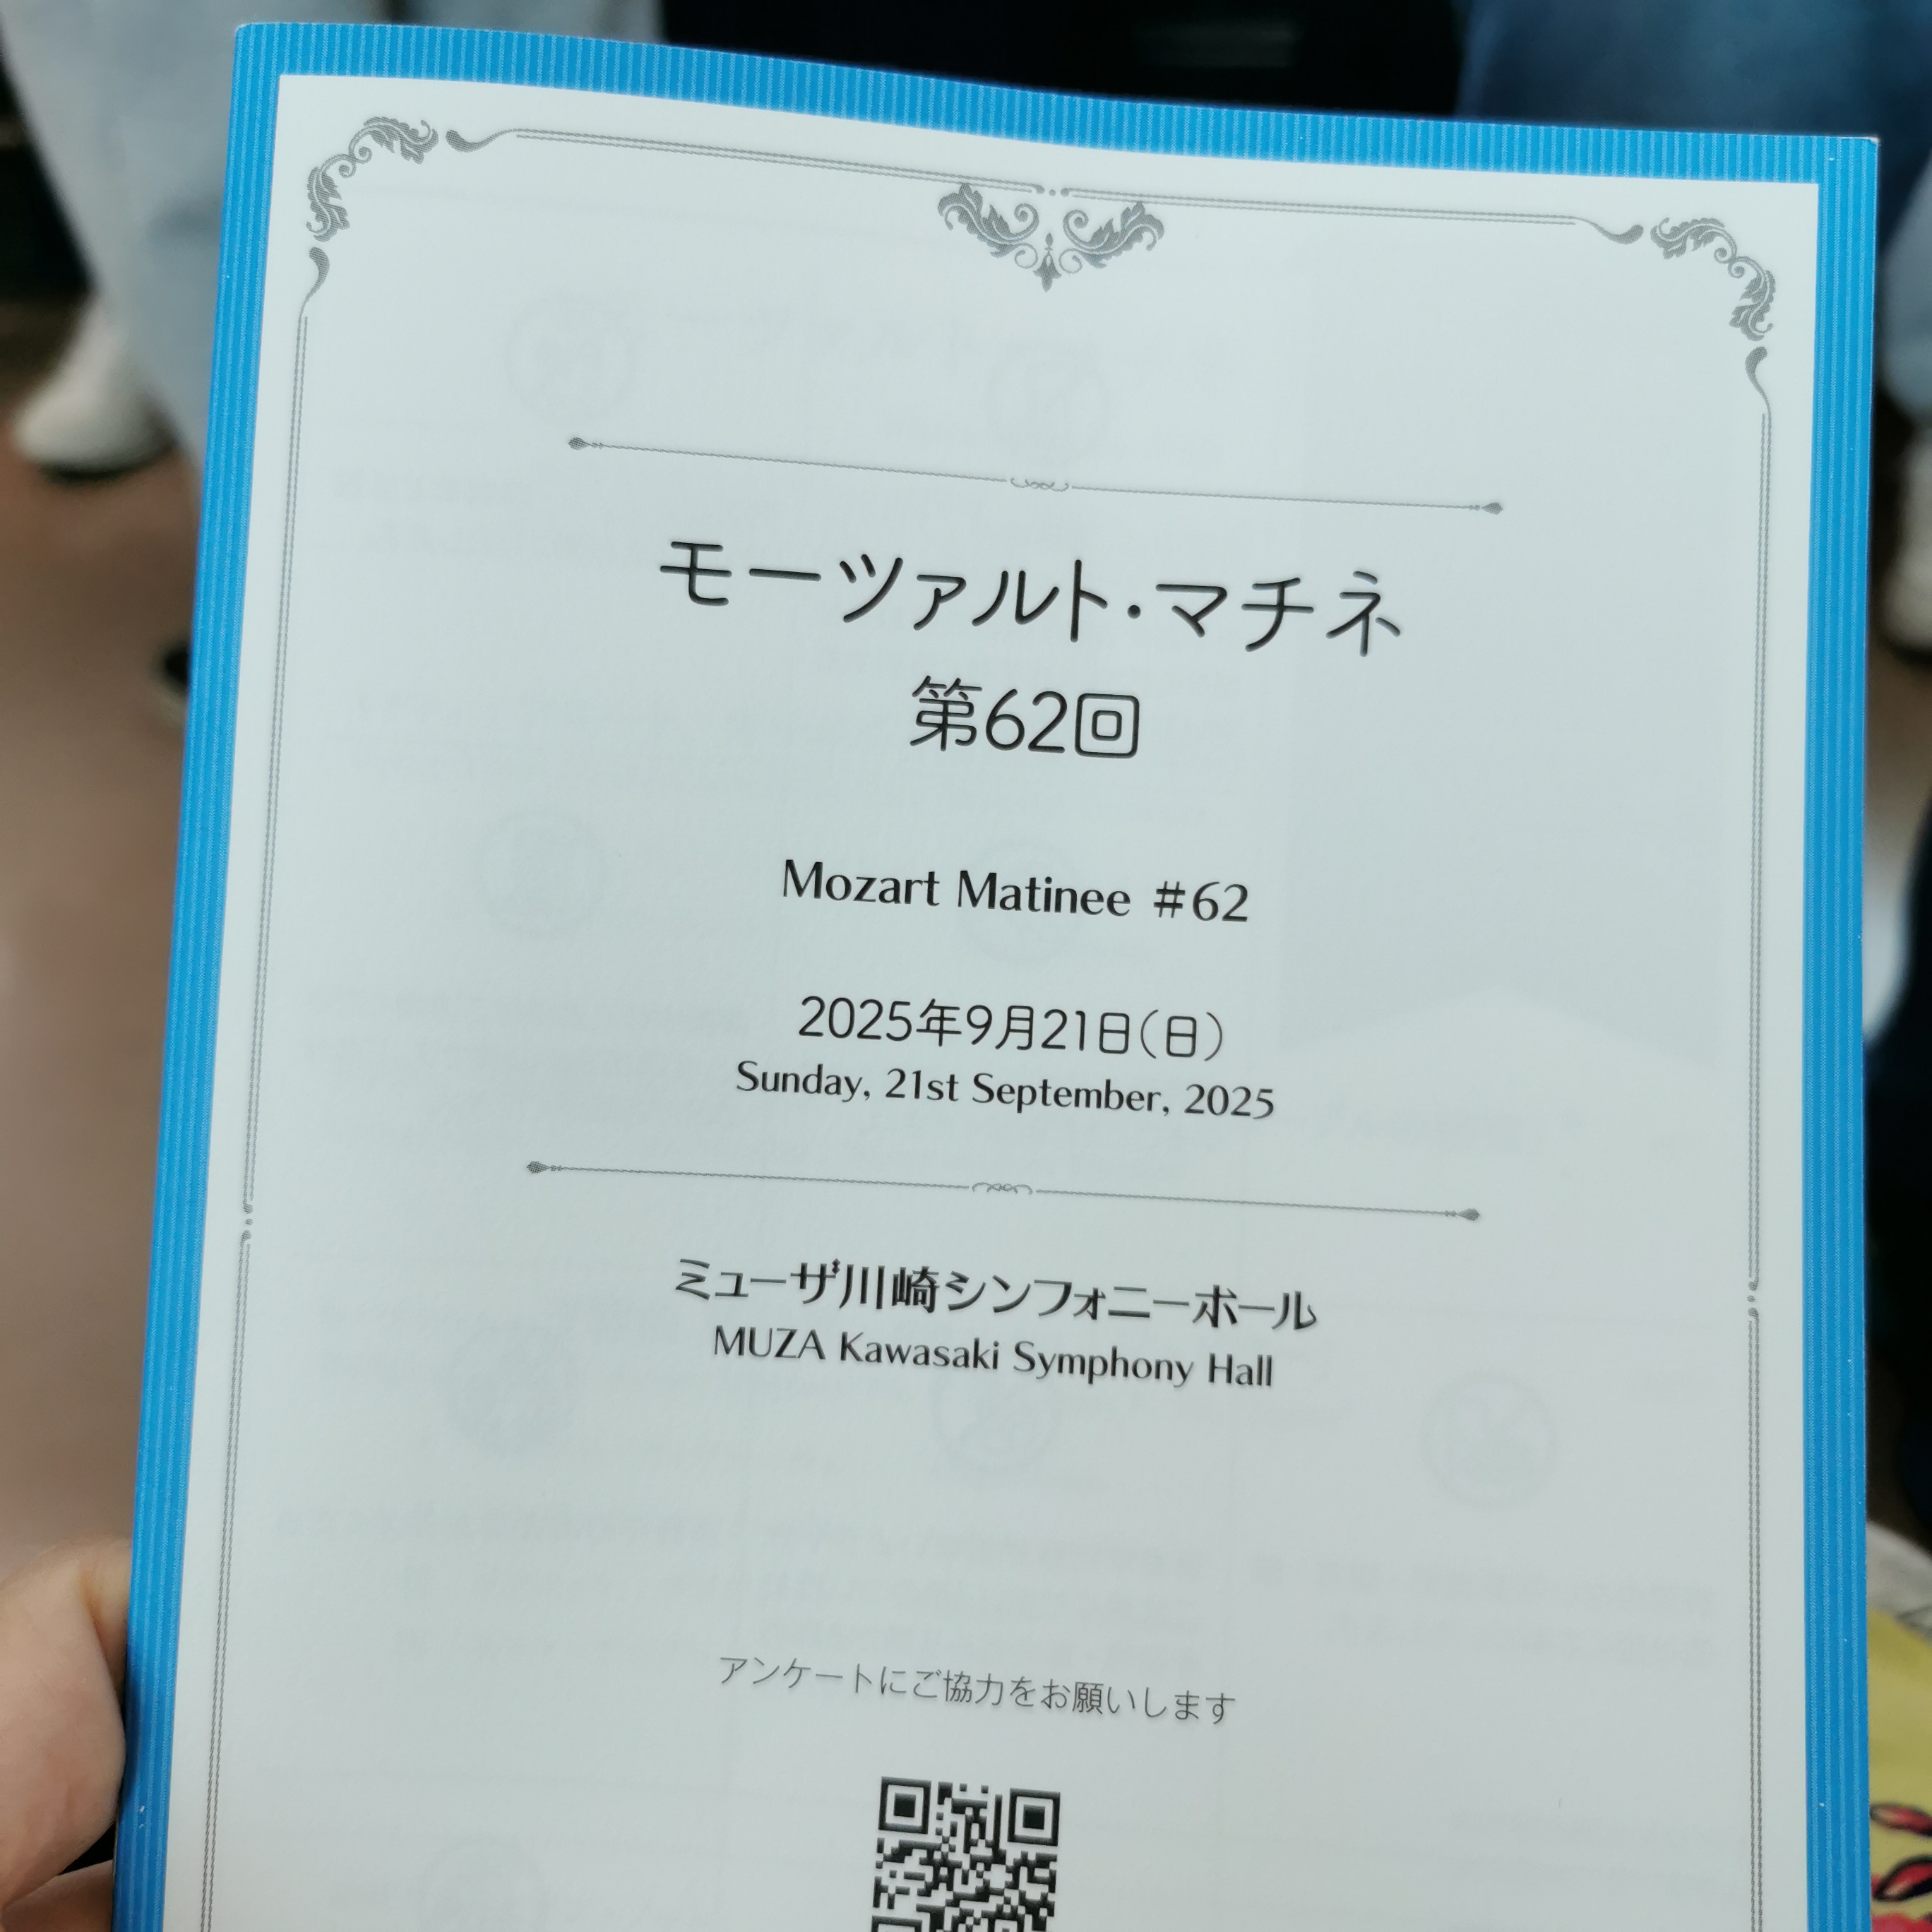 モーツァルト・マチネ
第62回
Mozart Matinee #62
2025年9月21日(日)
Sunday, 21st September, 2025
ミューザ川崎シンフォニーホール
MUZA Kawasaki Symphony Hall
アンケートにご協力をお願いします